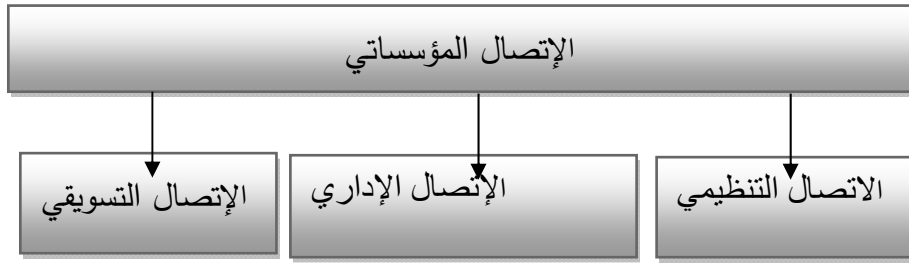 الإتصال المؤسساتي
الاتصال التنظيمي
الإتصال الإداري
الإتصال التسويقي